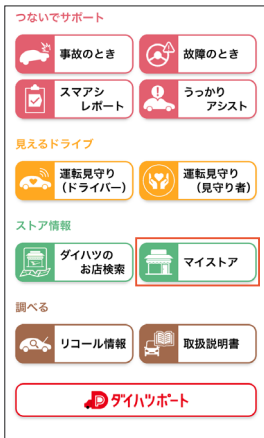 つないでサポート
事故のとき
故障のとき
スマアシ
レポート
うっかり
アシスト
見えるドライブ
運転見守り
（ドライバー）
運転見守り
（見守り者）
ストア情報
ダイハツの
お店検索
マイストア
調べる
リコール情報
取扱説明書
ダイハツポート